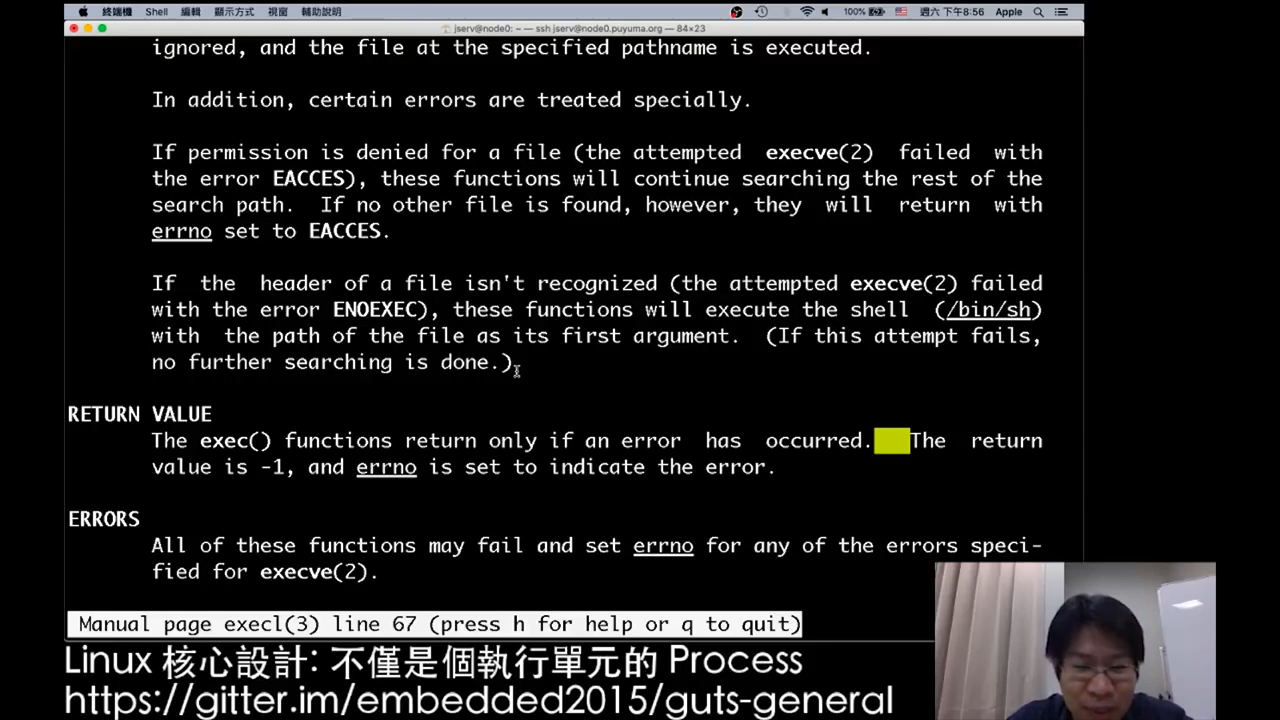 終端機 Shell 編輯 顯示方式 視窗 輔助說明 100% 週六 下午8:56 Apple
jserv@node0: ~ — ssh jserv@node0.puyuma.org — 84×23
ignored, and the file at the specified pathname is executed.
In addition, certain errors are treated specially.
If permission is denied for a file (the attempted execve(2) failed with
the error EACCES), these functions will continue searching the rest of the
search path. If no other file is found, however, they will return with
errno set to EACCES.
If the header of a file isn't recognized (the attempted execve(2) failed
with the error ENOEXEC), these functions will execute the shell (/bin/sh)
with the path of the file as its first argument. (If this attempt fails,
no further searching is done.)
RETURN VALUE
The exec() functions return only if an error has occurred. The return
value is -1, and errno is set to indicate the error.
ERRORS
All of these functions may fail and set errno for any of the errors speci-
fied for execve(2).
Manual page execl(3) line 67 (press h for help or q to quit)
Linux 核心設計: 不僅是個執行單元的 Process
https://gitter.im/embedded2015/guts-general